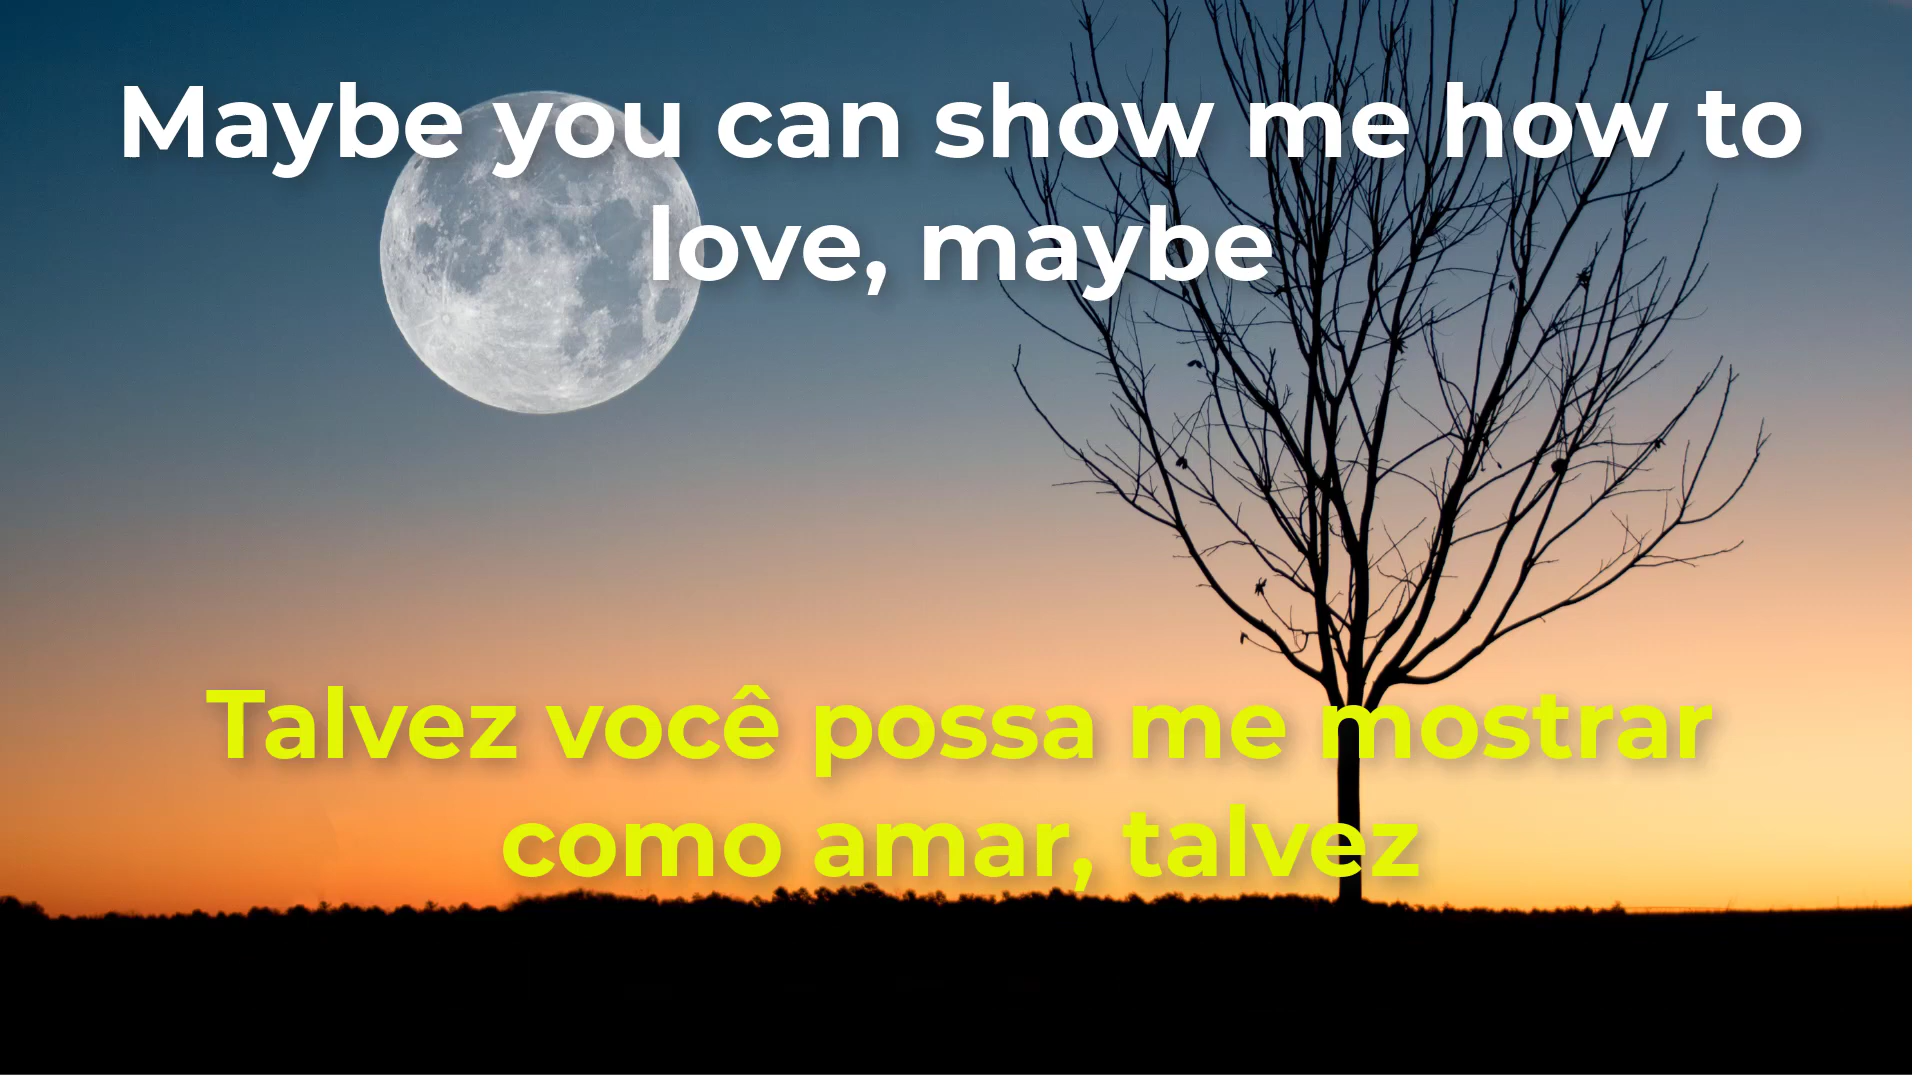 Maybe you can show me how to
love, maybe
Talvez você possa me mostrar
como amar, talvez